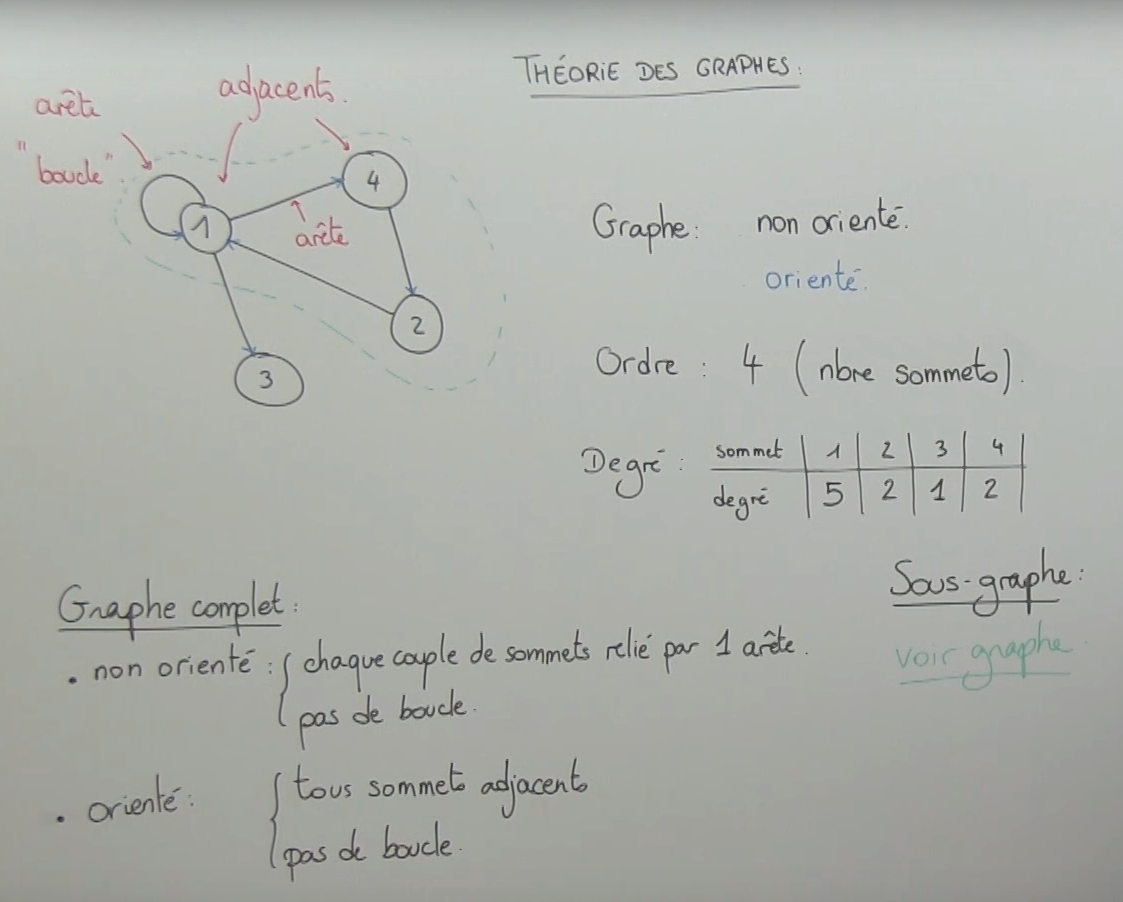 THÉORIE DES GRAPHES:
adjacents.
arête
"boucle".
4
1
arête
2
3
Graphe: non orienté.
orienté.
Ordre : 4 (nbre sommets).
Degré : sommet 1 2 3 4
degré 5 2 1 2
Sous-graphe:
voir graphe.
Graphe complet:
• non orienté: { chaque couple de sommets relié par 1 arête.
pas de boucle.
• orienté: { tous sommets adjacents
pas de boucle.